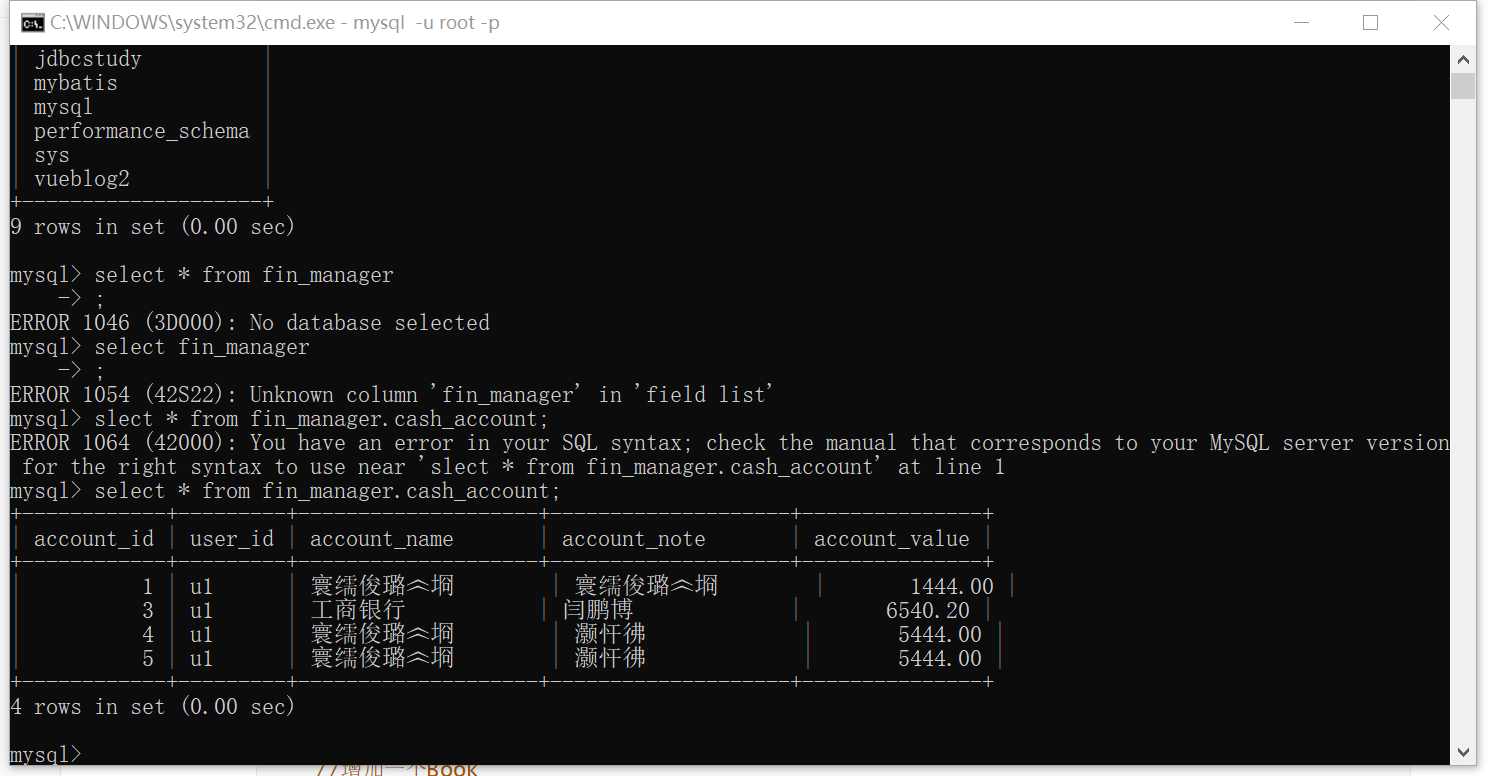 C:\WINDOWS\system32\cmd.exe - mysql  -u root -p
| jdbcstudy          |
| mybatis            |
| mysql              |
| performance_schema |
| sys                |
| vueblog2           |
+--------------------+
9 rows in set (0.00 sec)
mysql> select * from fin_manager
    -> ;
ERROR 1046 (3D000): No database selected
mysql> select fin_manager
    -> ;
ERROR 1054 (42S22): Unknown column 'fin_manager' in 'field list'
mysql> slect * from fin_manager.cash_account;
ERROR 1064 (42000): You have an error in your SQL syntax; check the manual that corresponds to your MySQL server version
 for the right syntax to use near 'slect * from fin_manager.cash_account' at line 1
mysql> select * from fin_manager.cash_account;
+------------+---------+--------------------+--------------------+---------------+
| account_id | user_id | account_name       | account_note       | account_value |
+------------+---------+--------------------+--------------------+---------------+
|          1 | u1      | 寰缛俊璐︽埛        | 寰缛俊璐︽埛        |       1444.00 |
|          3 | u1      | 工商银行           | 闫鹏博             |       6540.20 |
|          4 | u1      | 寰缛俊璐︽埛        | 灏忓彿             |       5444.00 |
|          5 | u1      | 寰缛俊璐︽埛        | 灏忓彿             |       5444.00 |
+------------+---------+--------------------+--------------------+---------------+
4 rows in set (0.00 sec)
mysql>
//增加一个Book